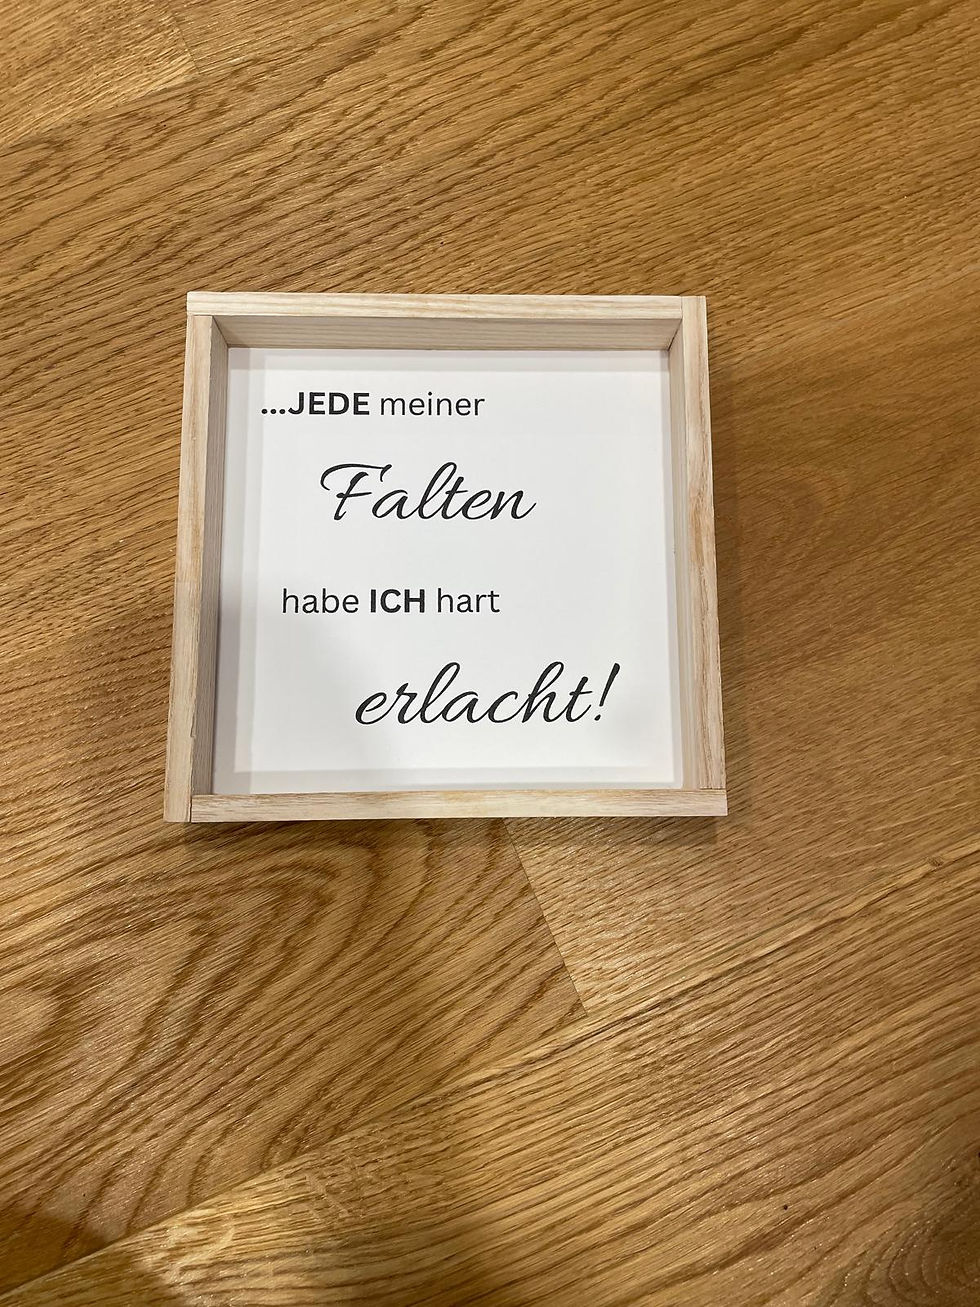 ...JEDE meiner
Falten
habe ICH hart
erlacht!